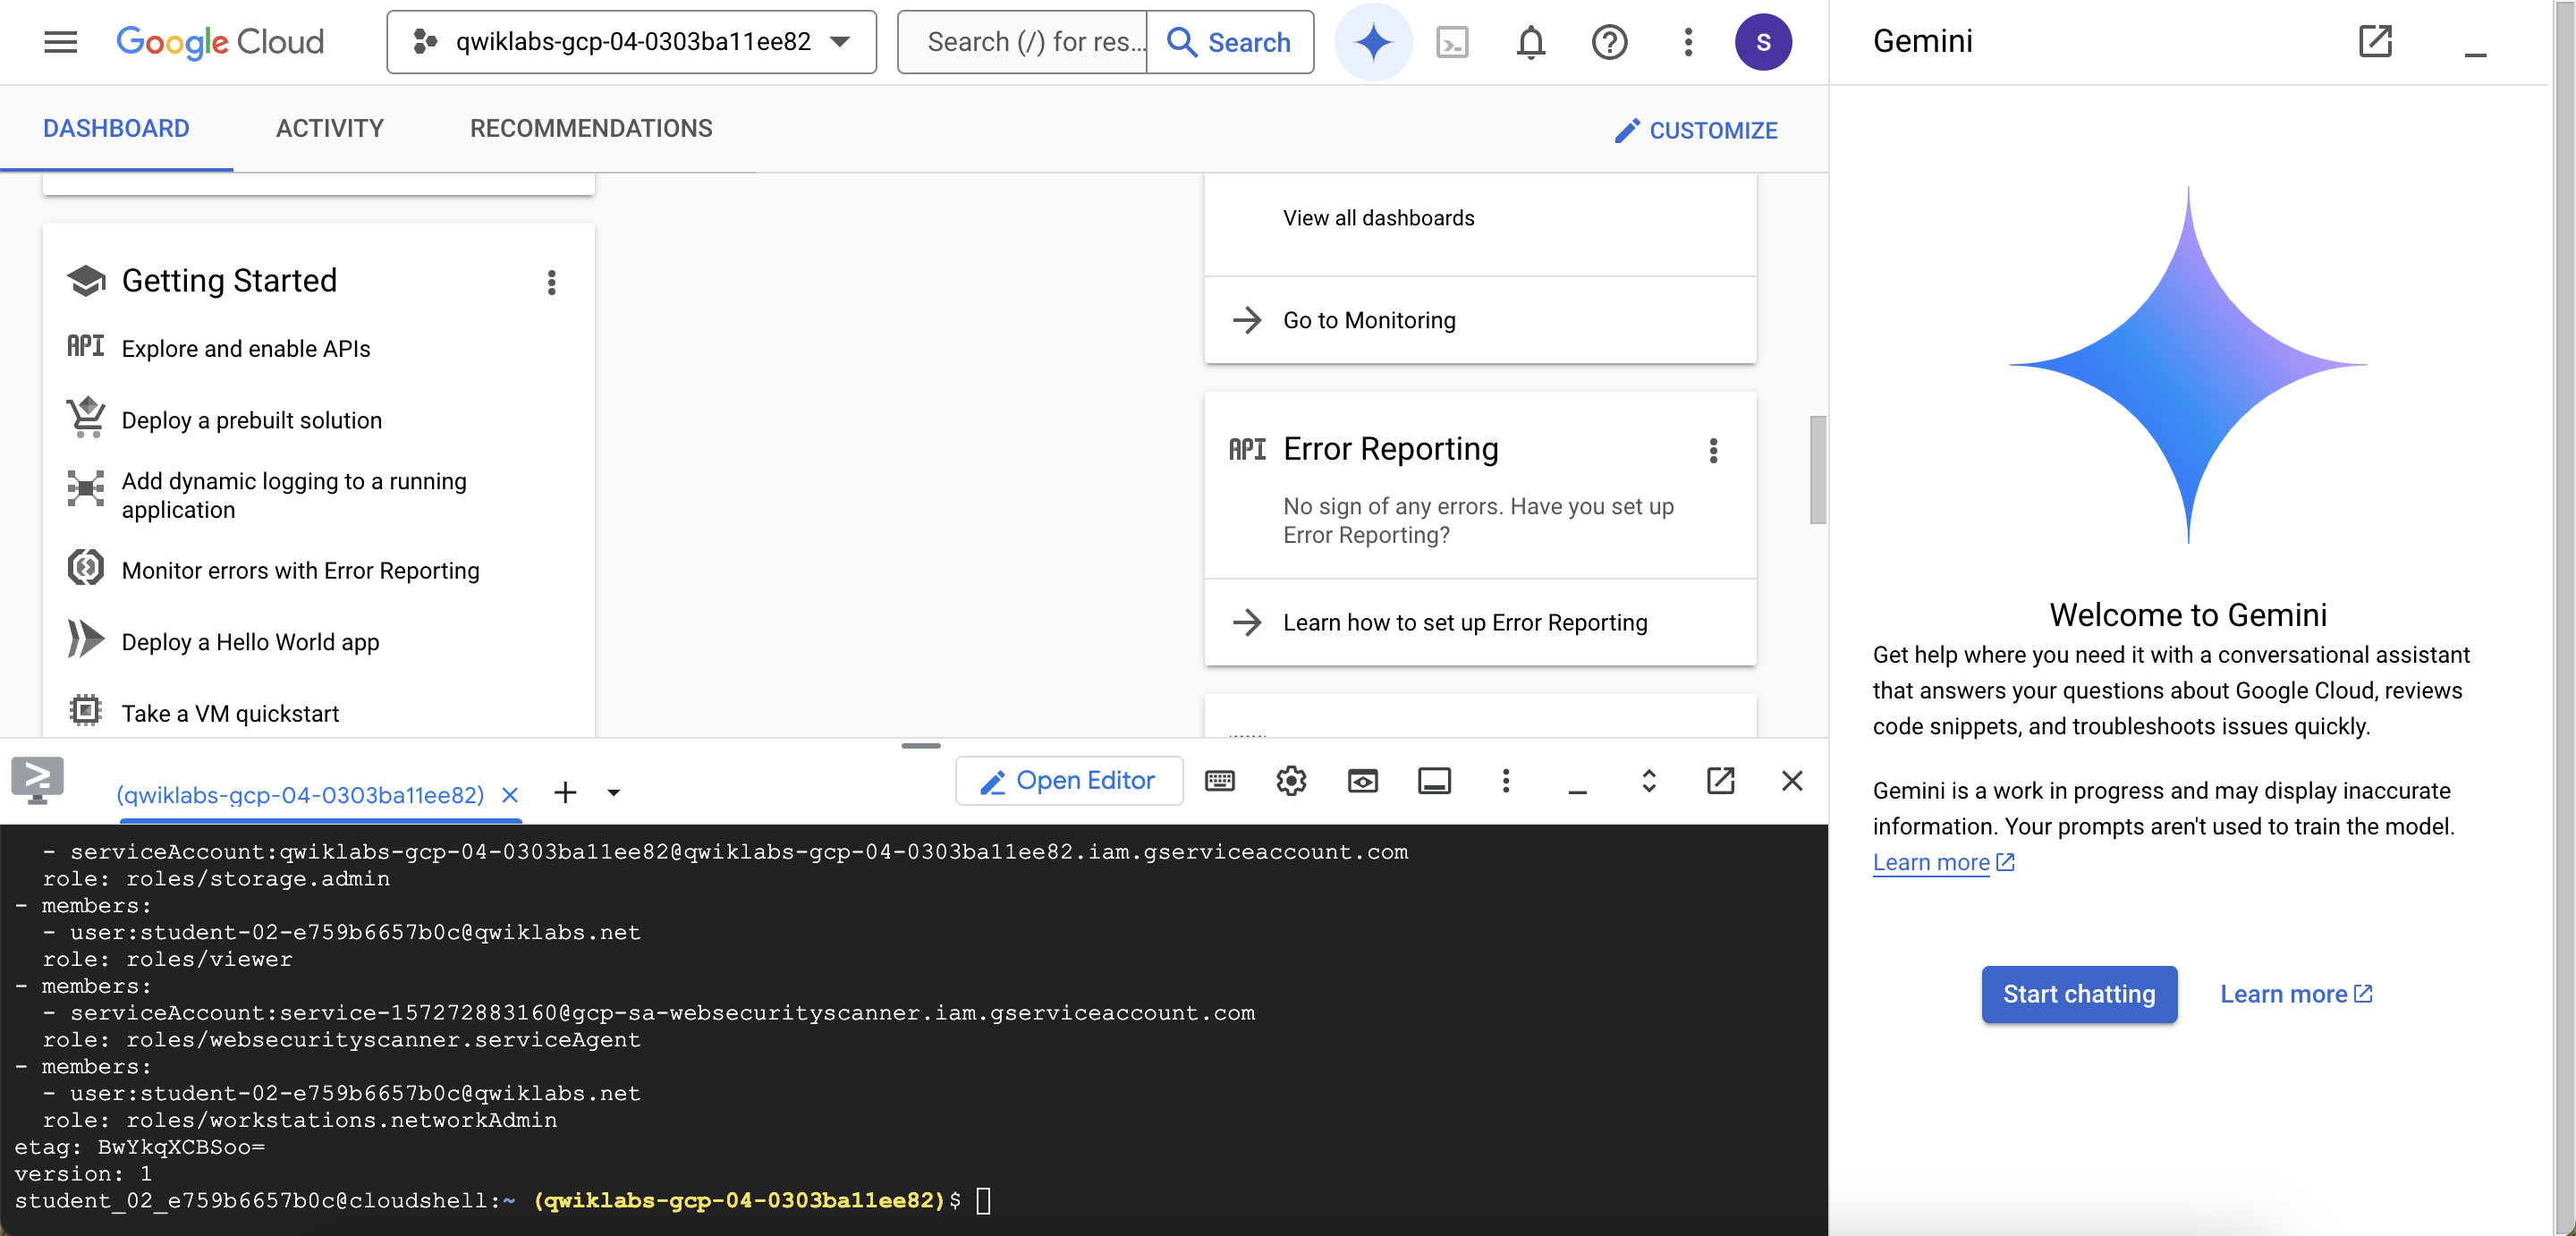 Google Cloud
qwiklabs-gcp-04-0303ba11ee82
Search (/) for res...
Search
S
Gemini
DASHBOARD
ACTIVITY
RECOMMENDATIONS
CUSTOMIZE
Getting Started
API Explore and enable APIs
Deploy a prebuilt solution
Add dynamic logging to a running
application
Monitor errors with Error Reporting
Deploy a Hello World app
Take a VM quickstart
View all dashboards
Go to Monitoring
API Error Reporting
No sign of any errors. Have you set up
Error Reporting?
Learn how to set up Error Reporting
Welcome to Gemini
Get help where you need it with a conversational assistant
that answers your questions about Google Cloud, reviews
code snippets, and troubleshoots issues quickly.
Gemini is a work in progress and may display inaccurate
information. Your prompts aren't used to train the model.
Learn more
Start chatting
Learn more
(qwiklabs-gcp-04-0303ba11ee82)
Open Editor
- serviceAccount:qwiklabs-gcp-04-0303ba11ee82@qwiklabs-gcp-04-0303ba11ee82.iam.gserviceaccount.com
role: roles/storage.admin
- members:
- user:student-02-e759b6657b0c@qwiklabs.net
role: roles/viewer
- members:
- serviceAccount:service-157272883160@gcp-sa-websecurityscanner.iam.gserviceaccount.com
role: roles/websecurityscanner.serviceAgent
- members:
- user:student-02-e759b6657b0c@qwiklabs.net
role: roles/workstations.networkAdmin
etag: BwYkqXCBSoo=
version: 1
student_02_e759b6657b0c@cloudshell:~ (qwiklabs-gcp-04-0303ba11ee82)$